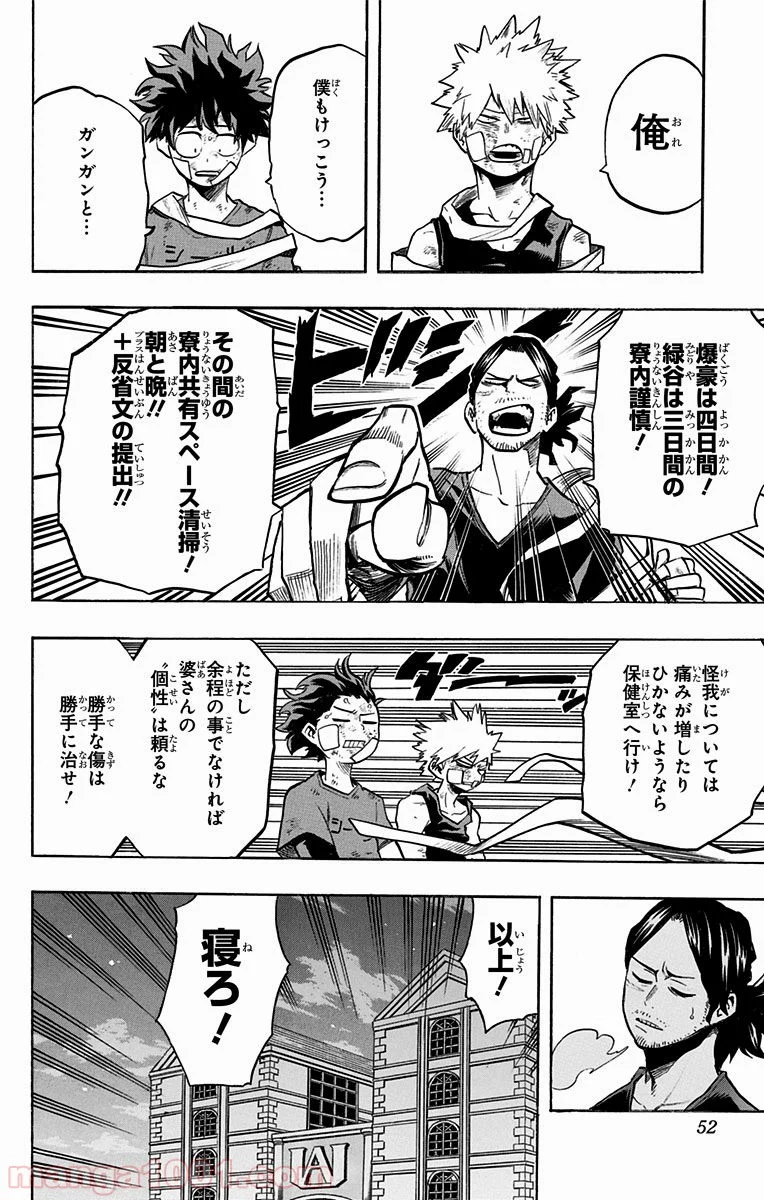 俺
僕もけっこう…
ガンガンと…
爆豪は四日間！
緑谷は三日間の
寮内謹慎！
その間の
寮内共有スペース清掃！
朝と晩!!
＋反省文の提出!!
ビシッ
怪我については
痛みが増したり
ひかないようなら
保健室へ行け！
ただし
余程の事でなければ
婆さんの
〝個性〟は頼るな
勝手な傷は
勝手に治せ！
以上！
寝ろ！
UA
52